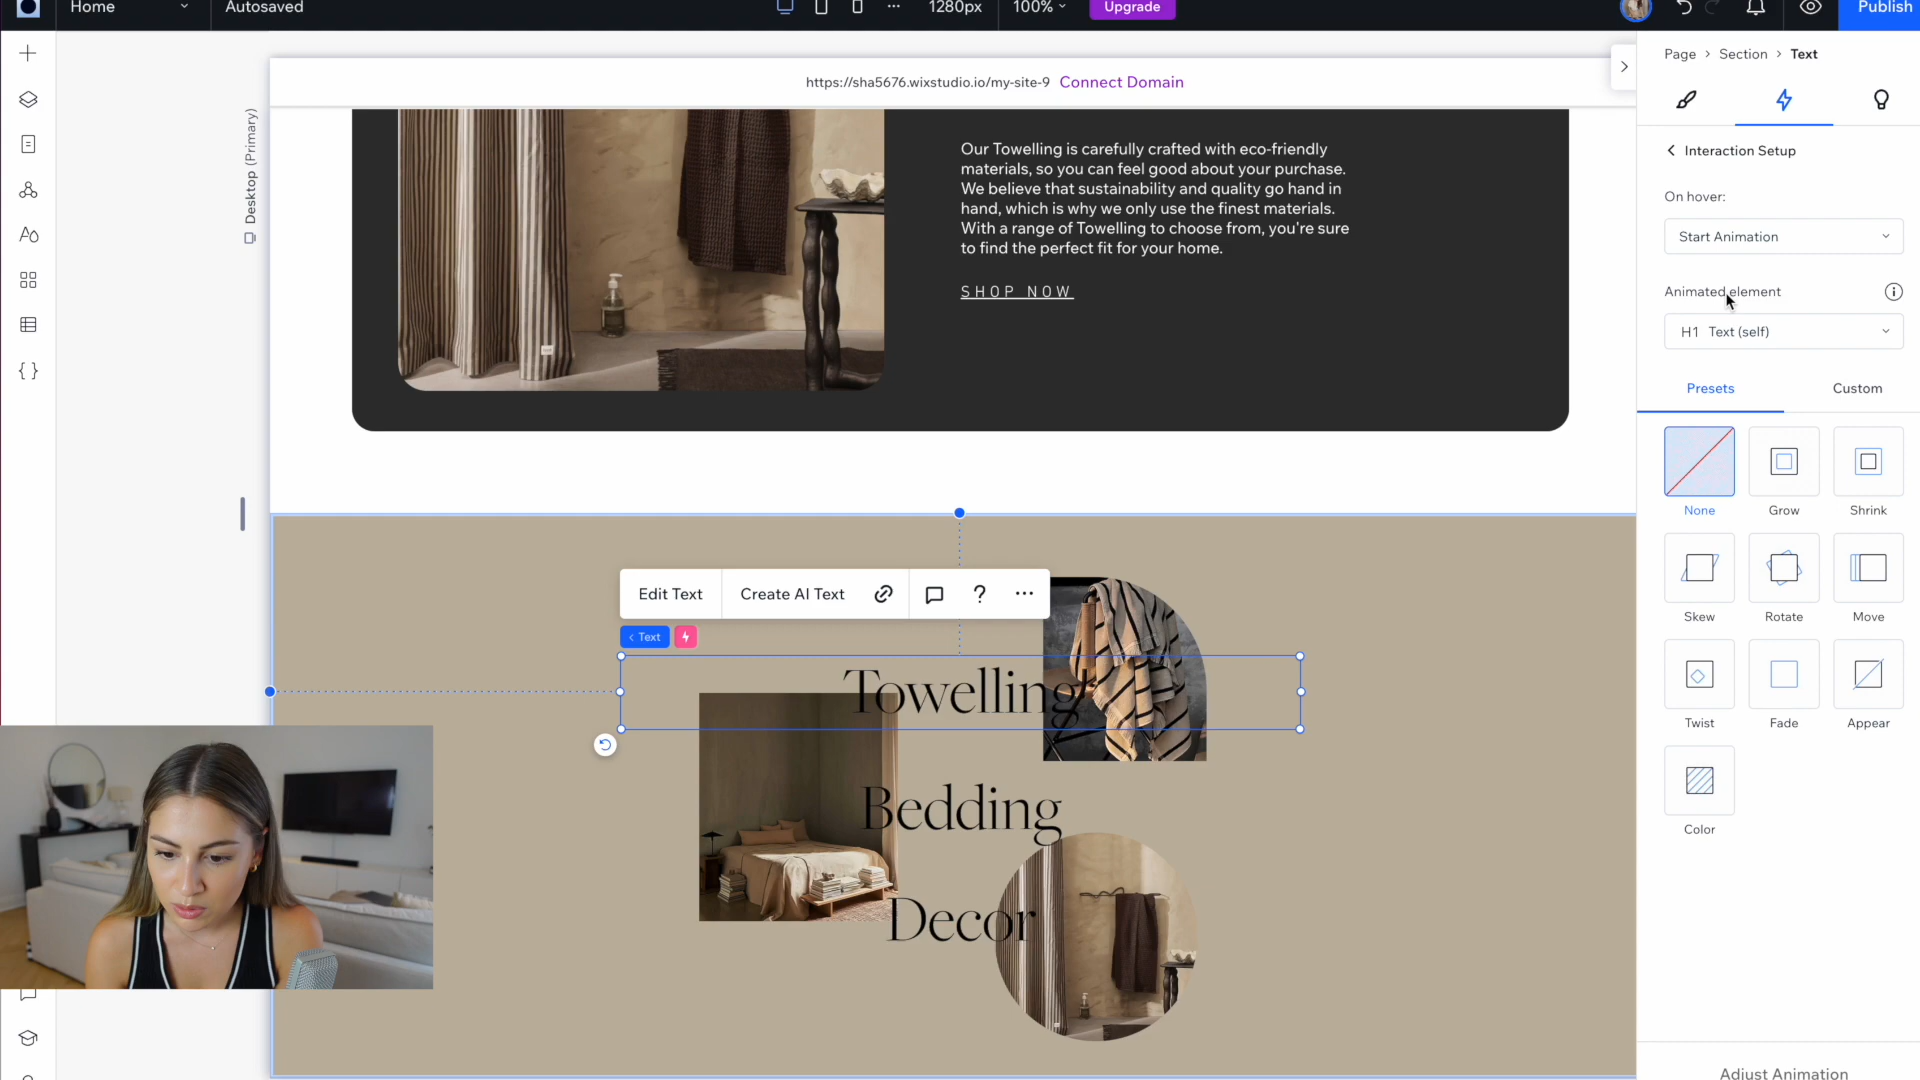 Home
Autosaved
1280px
100%
Upgrade
Publish
https://sha5676.wixstudio.io/my-site-9 Connect Domain
Desktop (Primary)
Our Towelling is carefully crafted with eco-friendly
materials, so you can feel good about your purchase.
We believe that sustainability and quality go hand in
hand, which is why we only use the finest materials.
With a range of Towelling to choose from, you're sure
to find the perfect fit for your home.
SHOP NOW
Edit Text
Create AI Text
?
< Text
Towelling
Bedding
Decor
Page > Section > Text
< Interaction Setup
On hover:
Start Animation
Animated element
H1 Text (self)
Presets
Custom
None
Grow
Shrink
Skew
Rotate
Move
Twist
Fade
Appear
Color
Adjust Animation